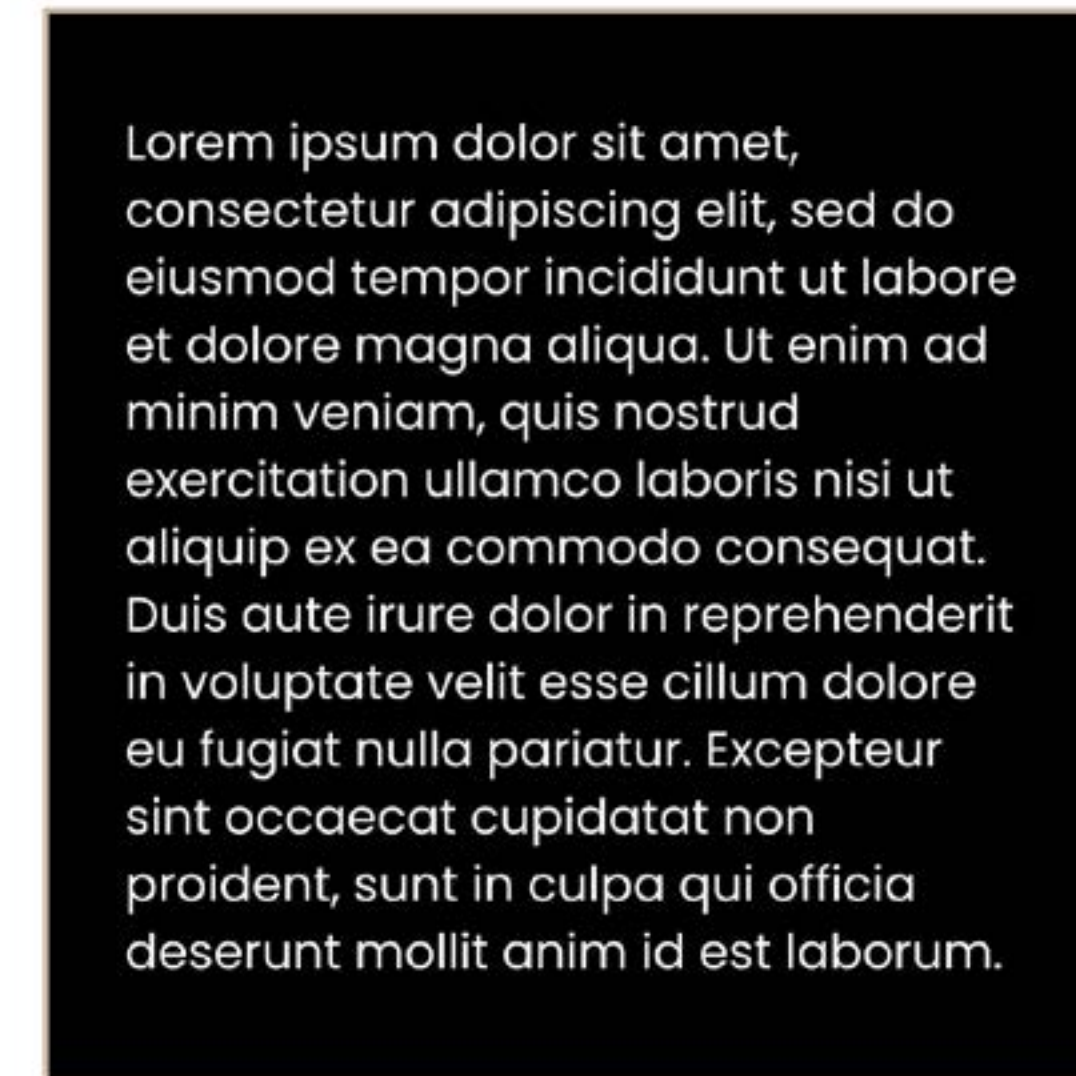 Lorem ipsum dolor sit amet,
consectetur adipiscing elit, sed do
eiusmod tempor incididunt ut labore
et dolore magna aliqua. Ut enim ad
minim veniam, quis nostrud
exercitation ullamco laboris nisi ut
aliquip ex ea commodo consequat.
Duis aute irure dolor in reprehenderit
in voluptate velit esse cillum dolore
eu fugiat nulla pariatur. Excepteur
sint occaecat cupidatat non
proident, sunt in culpa qui officia
deserunt mollit anim id est laborum.